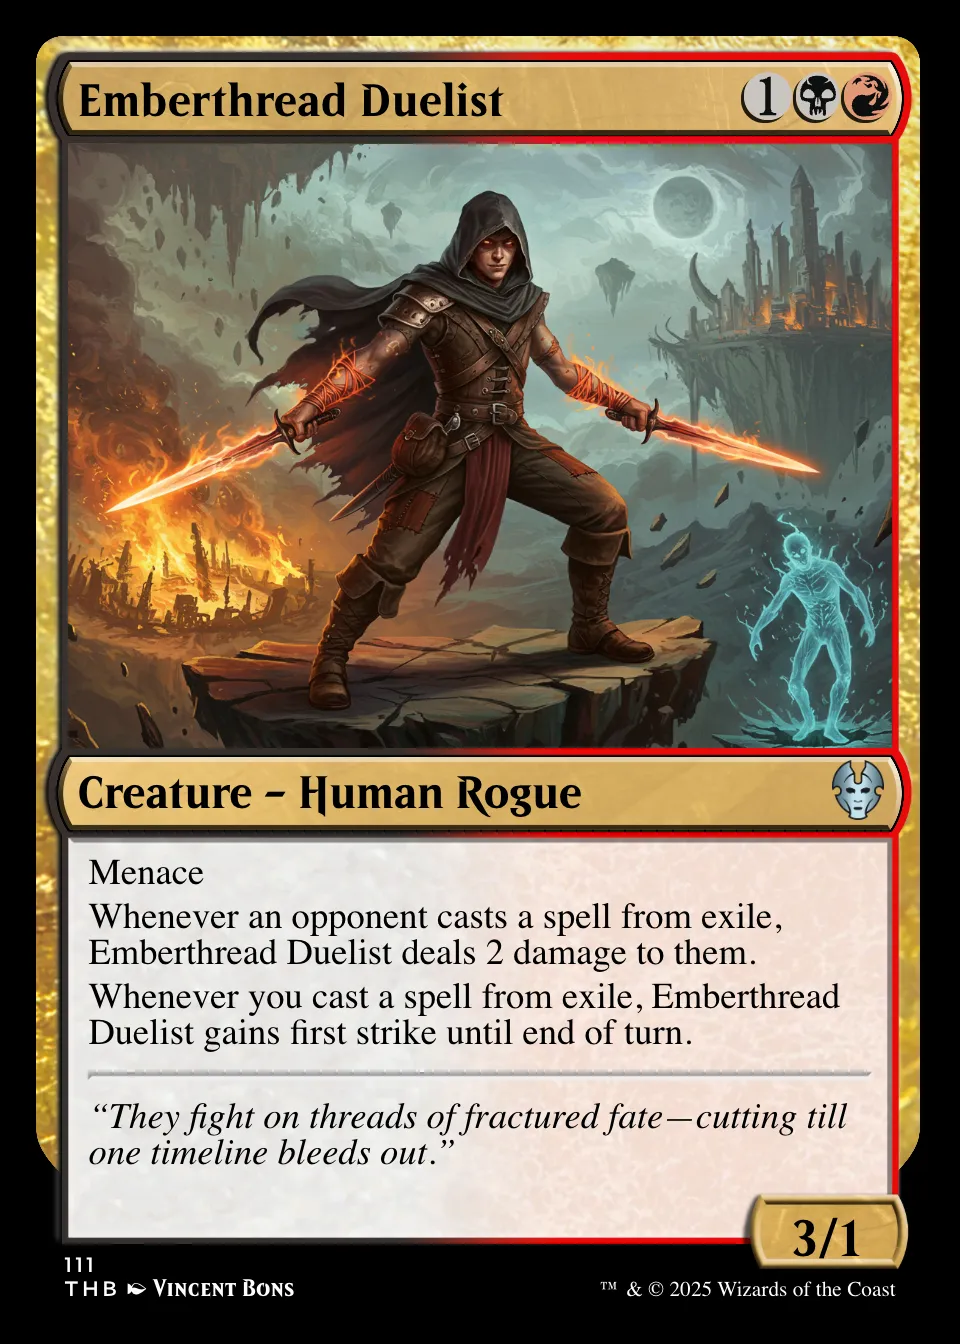 Emberthread Duelist 1
Creature – Human Rogue
Menace
Whenever an opponent casts a spell from exile,
Emberthread Duelist deals 2 damage to them.
Whenever you cast a spell from exile, Emberthread
Duelist gains first strike until end of turn.
“They fight on threads of fractured fate—cutting till
one timeline bleeds out.”
3/1
111
THB Vincent Bons
™ & © 2025 Wizards of the Coast